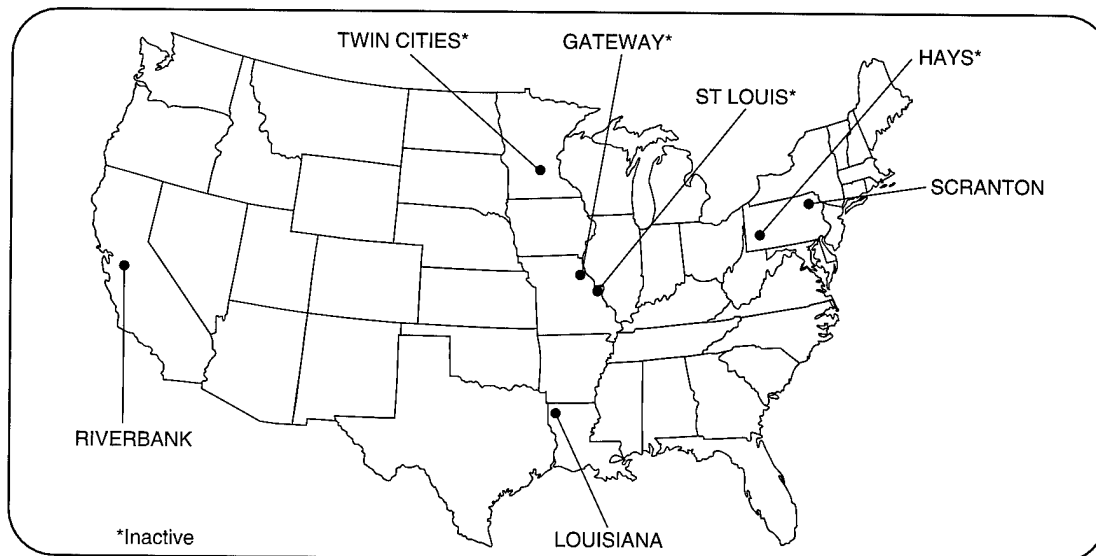 TWIN CITIES*
GATEWAY*
HAYS*
ST LOUIS*
SCRANTON
RIVERBANK
LOUISIANA
*Inactive